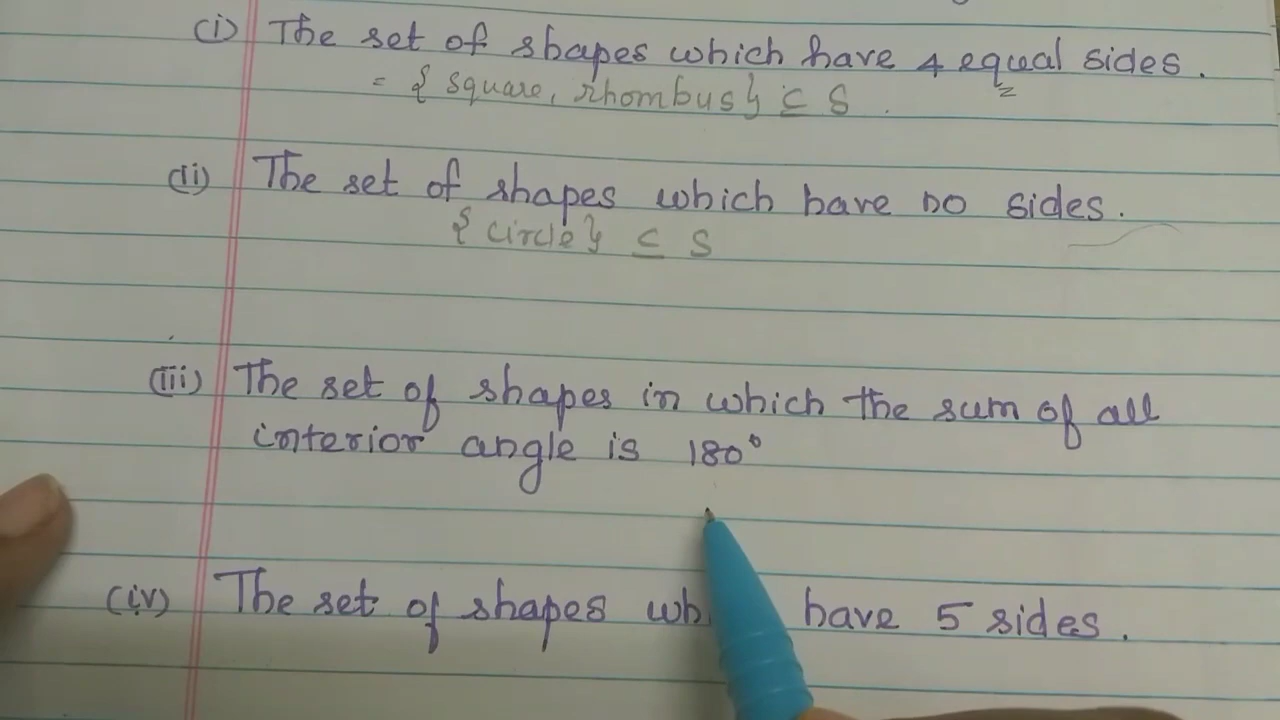 (i) The set of shapes which have 4 equal sides.
= { square, rhombus} ⊆ S.
(ii) The set of shapes which have no sides.
{ circle} ⊆ S
(iii) The set of shapes in which the sum of all
interior angle is 180°
(iv) The set of shapes have 5 sides.